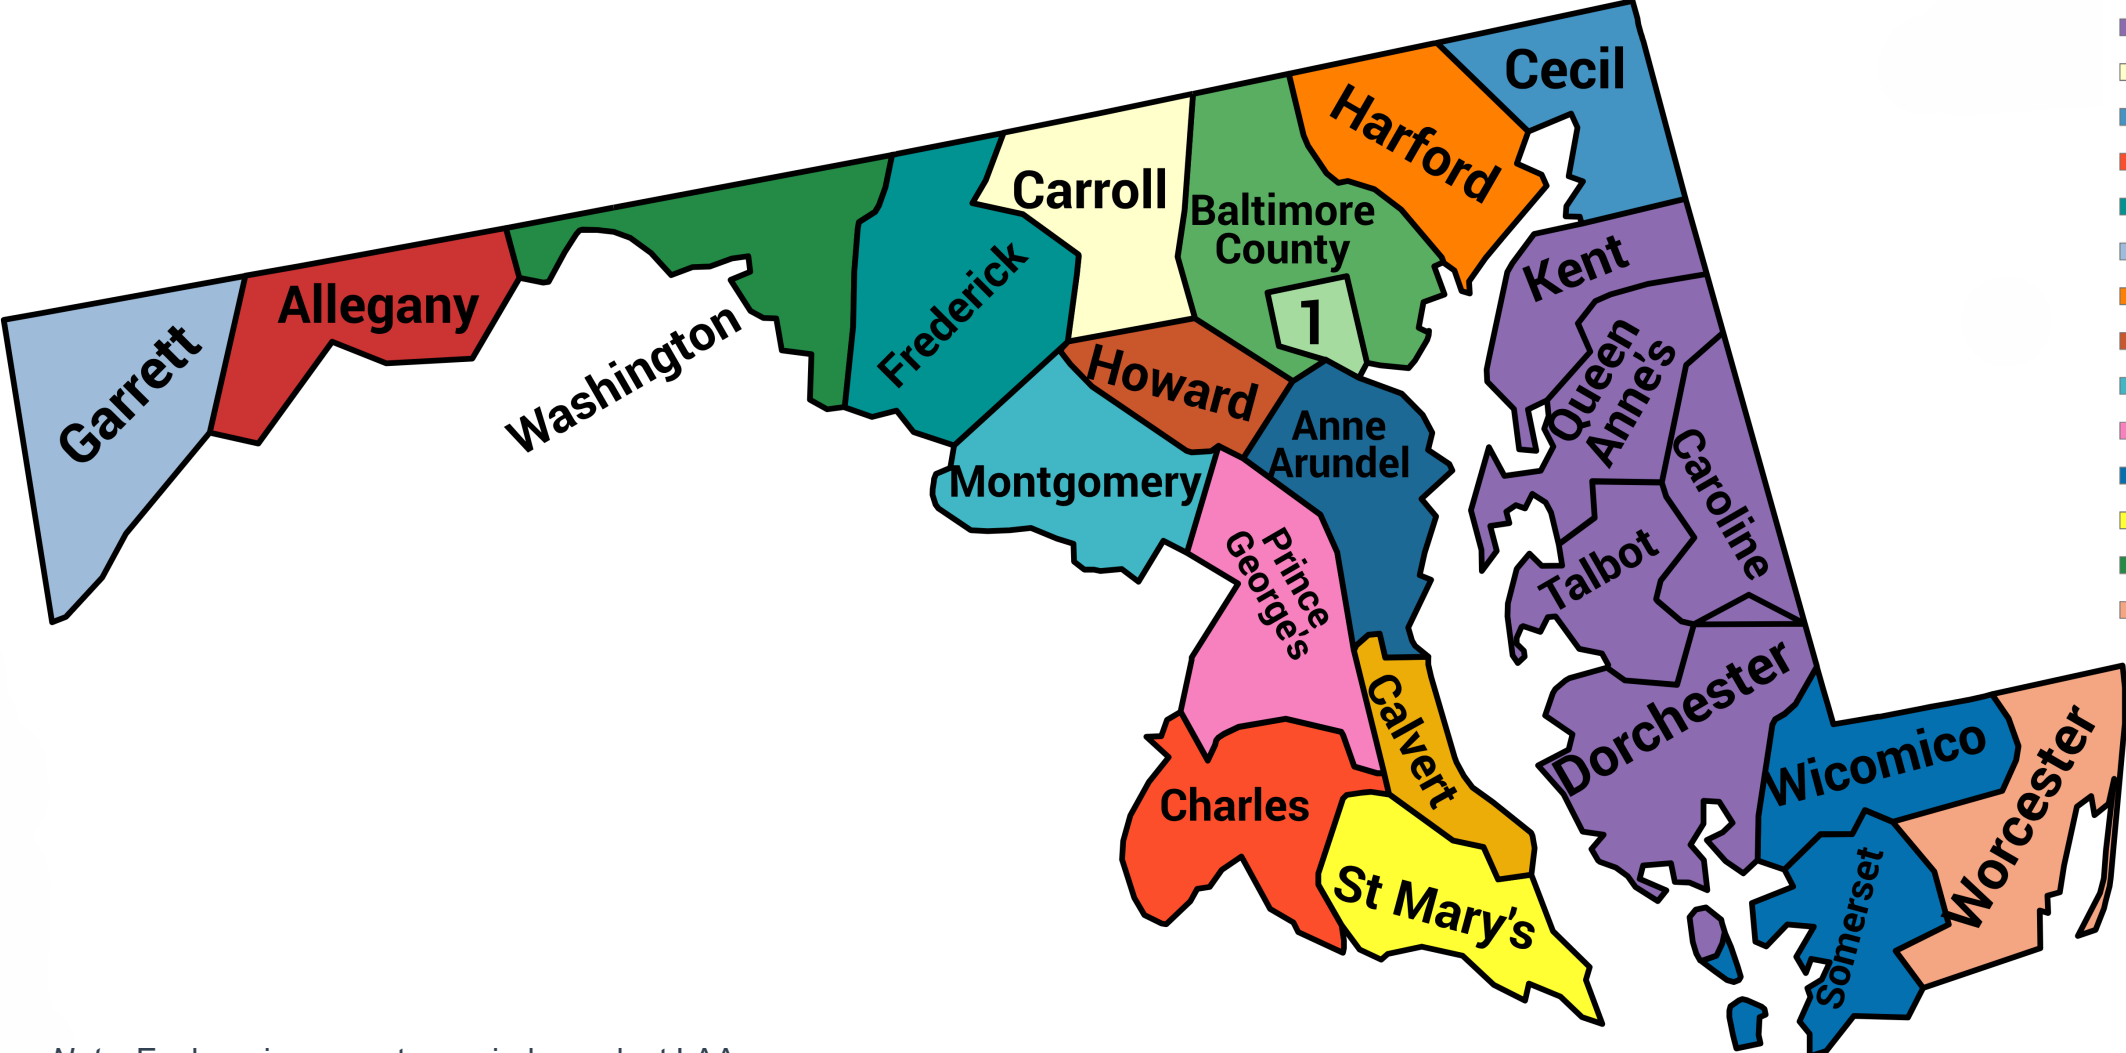 Cecil
Harford
Carroll
Baltimore
County
Kent
Frederick
Allegany
1
Garrett
Washington
Queen
Anne's
Howard
Anne
Arundel
Caroline
Montgomery
Prince
George's
Talbot
Calvert
Dorchester
Wicomico
Worcester
Charles
St Mary's
Somerset